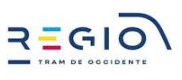 REGIO
TRAM DE OCCIDENTE